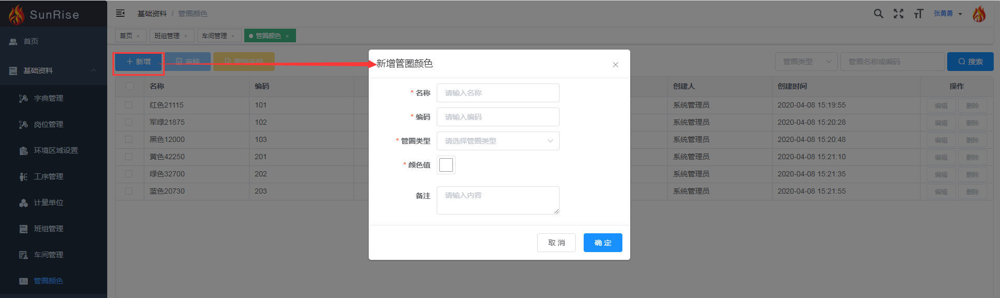 SunRise
基础资料 / 管圈颜色
张勇勇
首页 ×
班组管理 ×
车间管理 ×
管圈颜色 ×
首页
基础资料
字典管理
岗位管理
环境区域设置
工序管理
计量单位
班组管理
车间管理
管圈颜色
新增
审核
撤销审核
管圈类型
管圈名称或编码
搜索
名称 编码 创建人 创建时间 操作
红色21115 101 系统管理员 2020-04-08 15:19:55 编辑 删除
军绿21875 102 系统管理员 2020-04-08 15:20:28 编辑 删除
黑色12000 103 系统管理员 2020-04-08 15:20:48 编辑 删除
黄色42250 201 系统管理员 2020-04-08 15:21:10 编辑 删除
绿色32700 202 系统管理员 2020-04-08 15:21:35 编辑 删除
蓝色20730 203 系统管理员 2020-04-08 15:21:55 编辑 删除
新增管圈颜色
* 名称 请输入名称
* 编码 请输入编码
* 管圈类型 请选择管圈类型
* 颜色值
备注 请输入内容
取 消
确 定